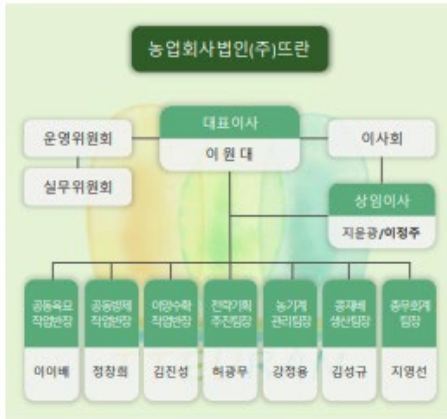 농업회사법인(주)뜨란
대표이사
이 원 대
운영위원회
이사회
실무위원회
상임이사
지윤광/이정주
공동육묘
작업반장
공동방제
작업반장
이앙수확
작업반장
전략기획
추진팀장
농기계
관리팀장
콩재배
생산팀장
총무회계
팀장
이이배
정창희
김진성
허광무
강정용
김성규
지영선